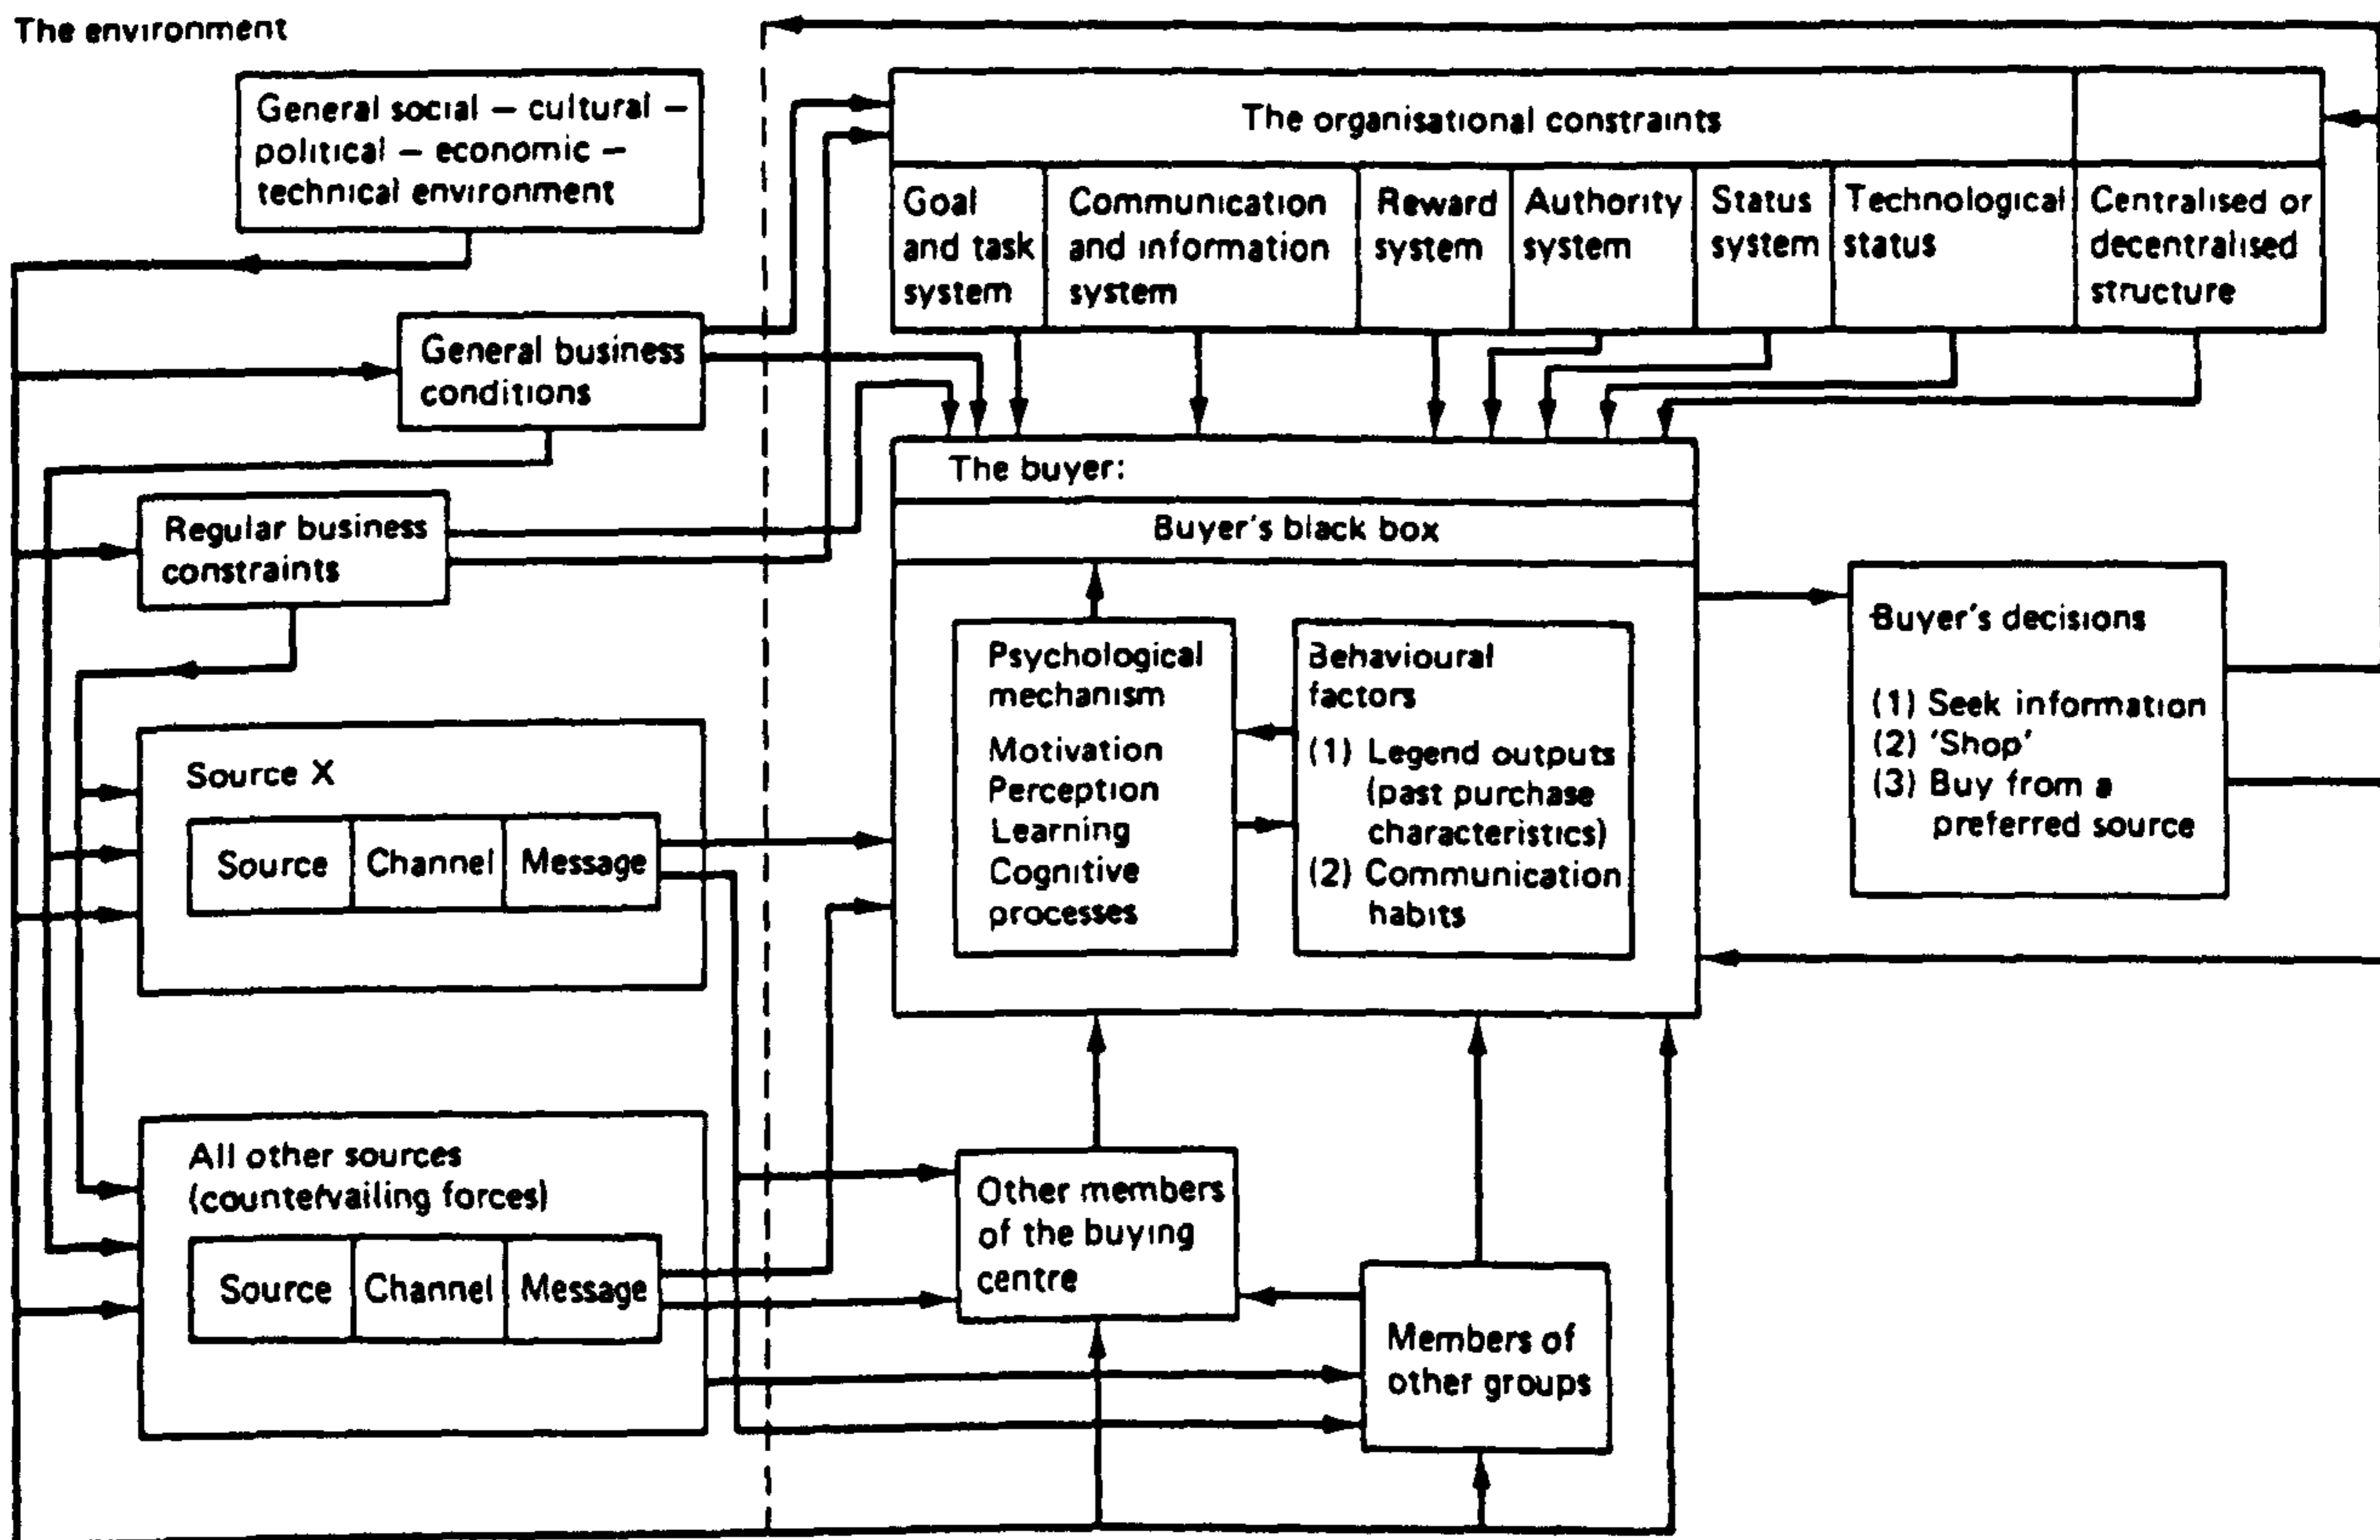 The environment
General social – cultural –
political – economic –
technical environment
General business
conditions
Regular business
constraints
Source X
Source Channel Message
All other sources
(countervailing forces)
Source Channel Message
The organisational constraints
Goal
and task
system
Communication
and information
system
Reward
system
Authority
system
Status
system
Technological
status
Centralised or
decentralised
structure
The buyer:
Buyer's black box
Psychological
mechanism
Motivation
Perception
Learning
Cognitive
processes
Behavioural
factors
(1) Legend outputs
(past purchase
characteristics)
(2) Communication
habits
Buyer's decisions
(1) Seek information
(2) 'Shop'
(3) Buy from a
preferred source
Other members
of the buying
centre
Members of
other groups